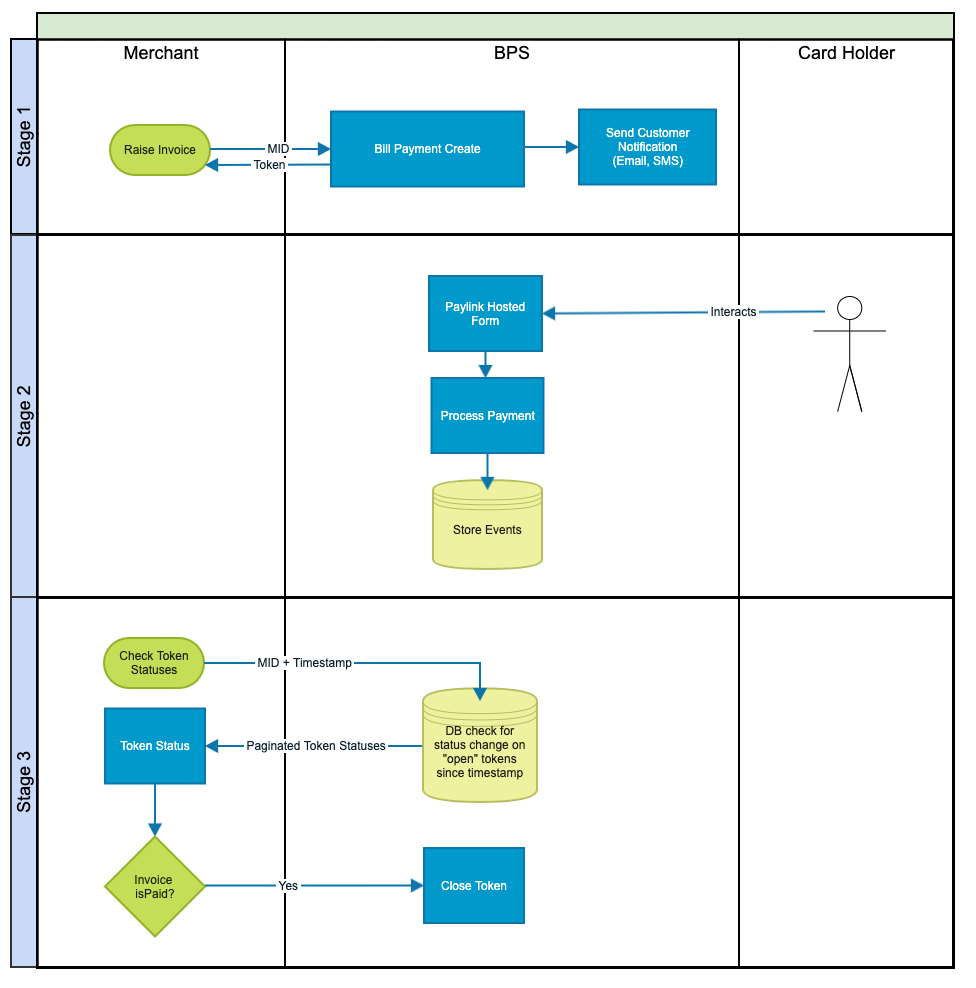 Merchant
BPS
Card Holder
Stage 1
Raise Invoice
MID
Token
Bill Payment Create
Send Customer
Notification
(Email, SMS)
Stage 2
Paylink Hosted
Form
Interacts
Process Payment
Store Events
Stage 3
Check Token
Statuses
MID + Timestamp
DB check for
status change on
"open" tokens
since timestamp
Paginated Token Statuses
Token Status
Invoice
isPaid?
Yes
Close Token